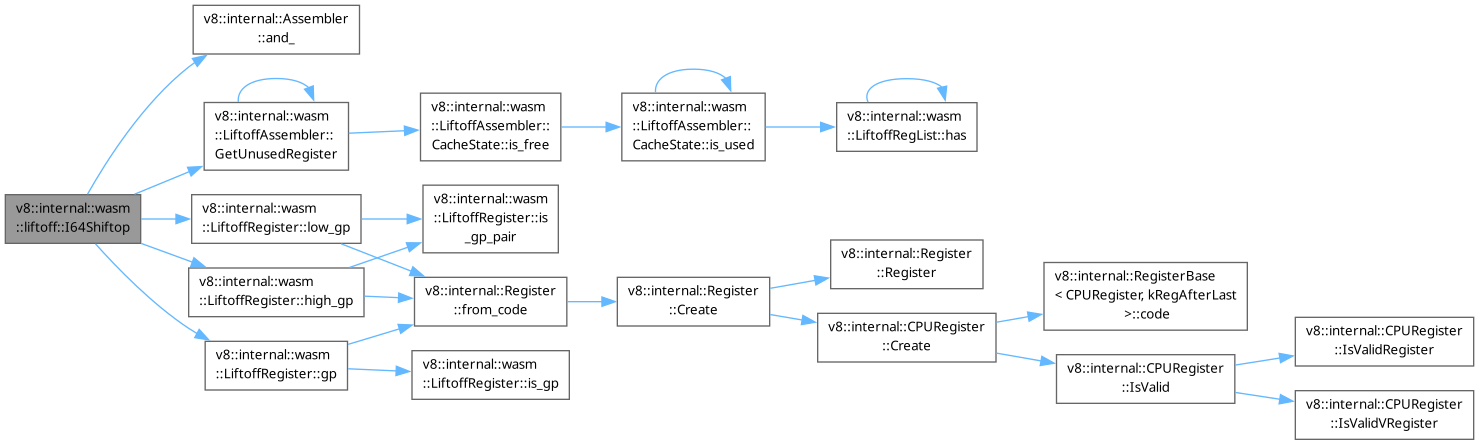 v8::internal::Assembler
::and_
v8::internal::wasm
::LiftoffAssembler::
GetUnusedRegister
v8::internal::wasm
::LiftoffAssembler::
CacheState::is_free
v8::internal::wasm
::LiftoffAssembler::
CacheState::is_used
v8::internal::wasm
::LiftoffRegList::has
v8::internal::wasm
::liftoff::I64Shiftop
v8::internal::wasm
::LiftoffRegister::low_gp
v8::internal::wasm
::LiftoffRegister::is
_gp_pair
v8::internal::wasm
::LiftoffRegister::high_gp
v8::internal::Register
::from_code
v8::internal::Register
::Create
v8::internal::Register
::Register
v8::internal::CPURegister
::Create
v8::internal::RegisterBase
< CPURegister, kRegAfterLast
>::code
v8::internal::wasm
::LiftoffRegister::gp
v8::internal::wasm
::LiftoffRegister::is_gp
v8::internal::CPURegister
::IsValid
v8::internal::CPURegister
::IsValidRegister
v8::internal::CPURegister
::IsValidVRegister